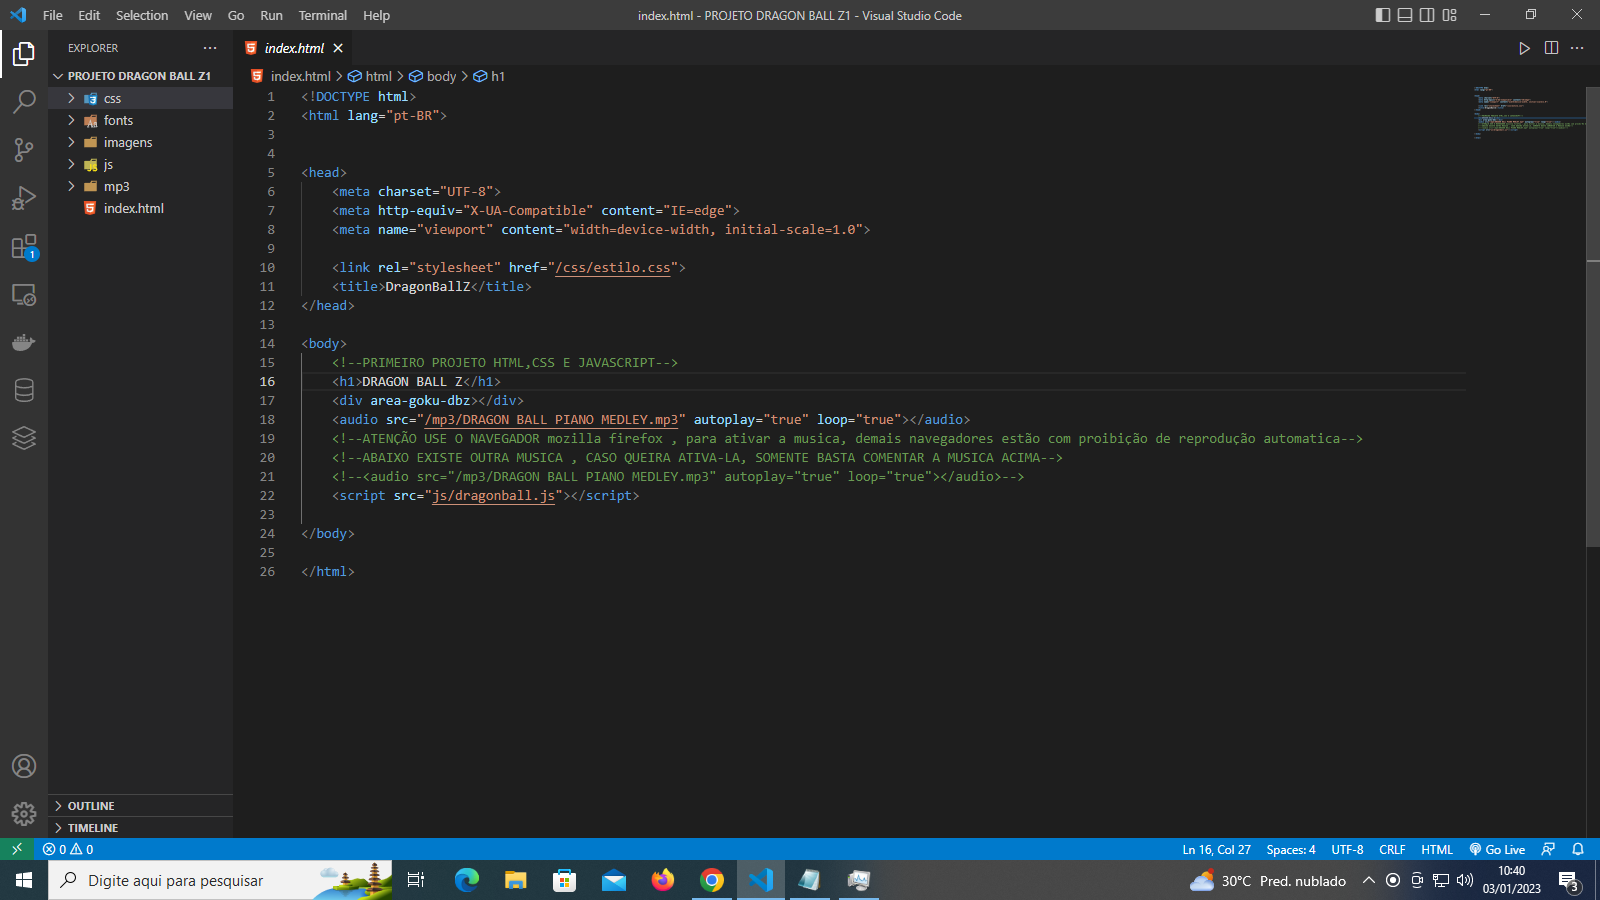 File Edit Selection View Go Run Terminal Help
index.html - PROJETO DRAGON BALL Z1 - Visual Studio Code
EXPLORER
PROJETO DRAGON BALL Z1
css
fonts
imagens
js
mp3
index.html
OUTLINE
TIMELINE
index.html
index.html > html > body > h1
1 <!DOCTYPE html>
2 <html lang="pt-BR">
3
4
5 <head>
6 <meta charset="UTF-8">
7 <meta http-equiv="X-UA-Compatible" content="IE=edge">
8 <meta name="viewport" content="width=device-width, initial-scale=1.0">
9
10 <link rel="stylesheet" href="/css/estilo.css">
11 <title>DragonBallZ</title>
12 </head>
13
14 <body>
15 <!--PRIMEIRO PROJETO HTML,CSS E JAVASCRIPT-->
16 <h1>DRAGON BALL Z</h1>
17 <div area-goku-dbz></div>
18 <audio src="/mp3/DRAGON BALL PIANO MEDLEY.mp3" autoplay="true" loop="true"></audio>
19 <!--ATENÇÃO USE O NAVEGADOR mozilla firefox , para ativar a musica, demais navegadores estão com proibição de reprodução automatica-->
20 <!--ABAIXO EXISTE OUTRA MUSICA , CASO QUEIRA ATIVA-LA, SOMENTE BASTA COMENTAR A MUSICA ACIMA-->
21 <!--<audio src="/mp3/DRAGON BALL PIANO MEDLEY.mp3" autoplay="true" loop="true"></audio>-->
22 <script src="js/dragonball.js"></script>
23
24 </body>
25
26 </html>
1
0 0
Ln 16, Col 27 Spaces: 4 UTF-8 CRLF HTML Go Live
Digite aqui para pesquisar
30°C Pred. nublado
10:40
03/01/2023
3